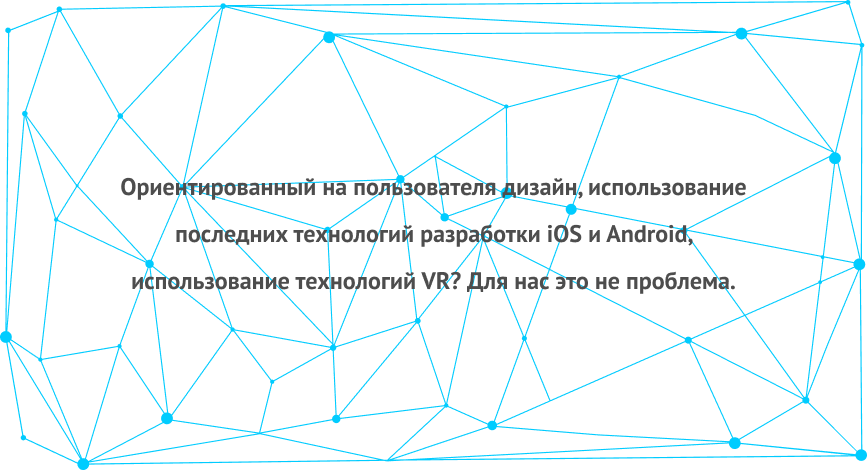 Ориентированный на пользователя дизайн, использование
последних технологий разработки iOS и Android,
использование технологий VR? Для нас это не проблема.